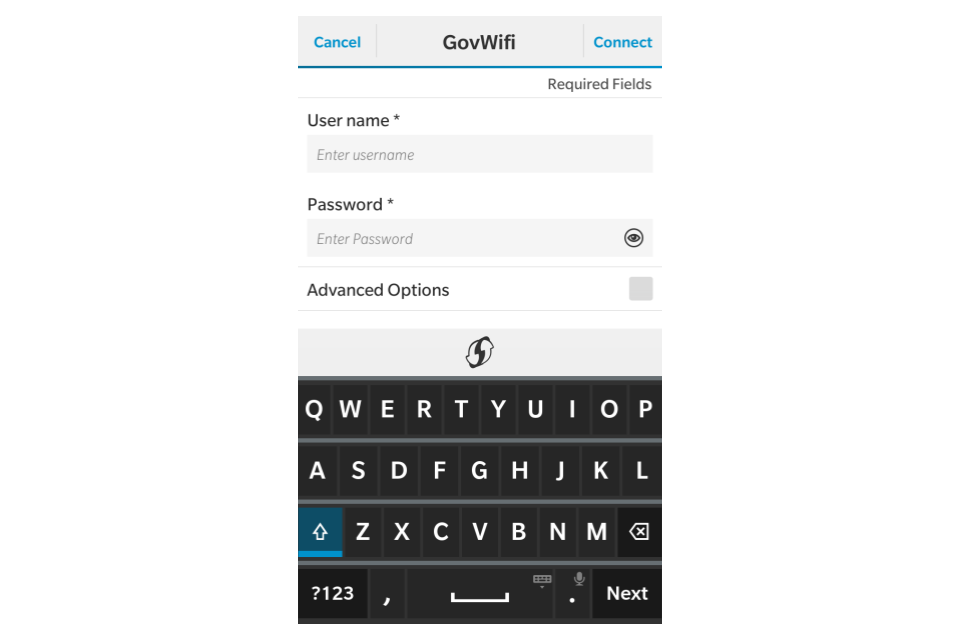 Cancel GovWifi Connect
Required Fields
User name *
Enter username
Password *
Enter Password
Advanced Options
Q W E R T Y U I O P
A S D F G H J K L
Z X C V B N M
?123 , . Next